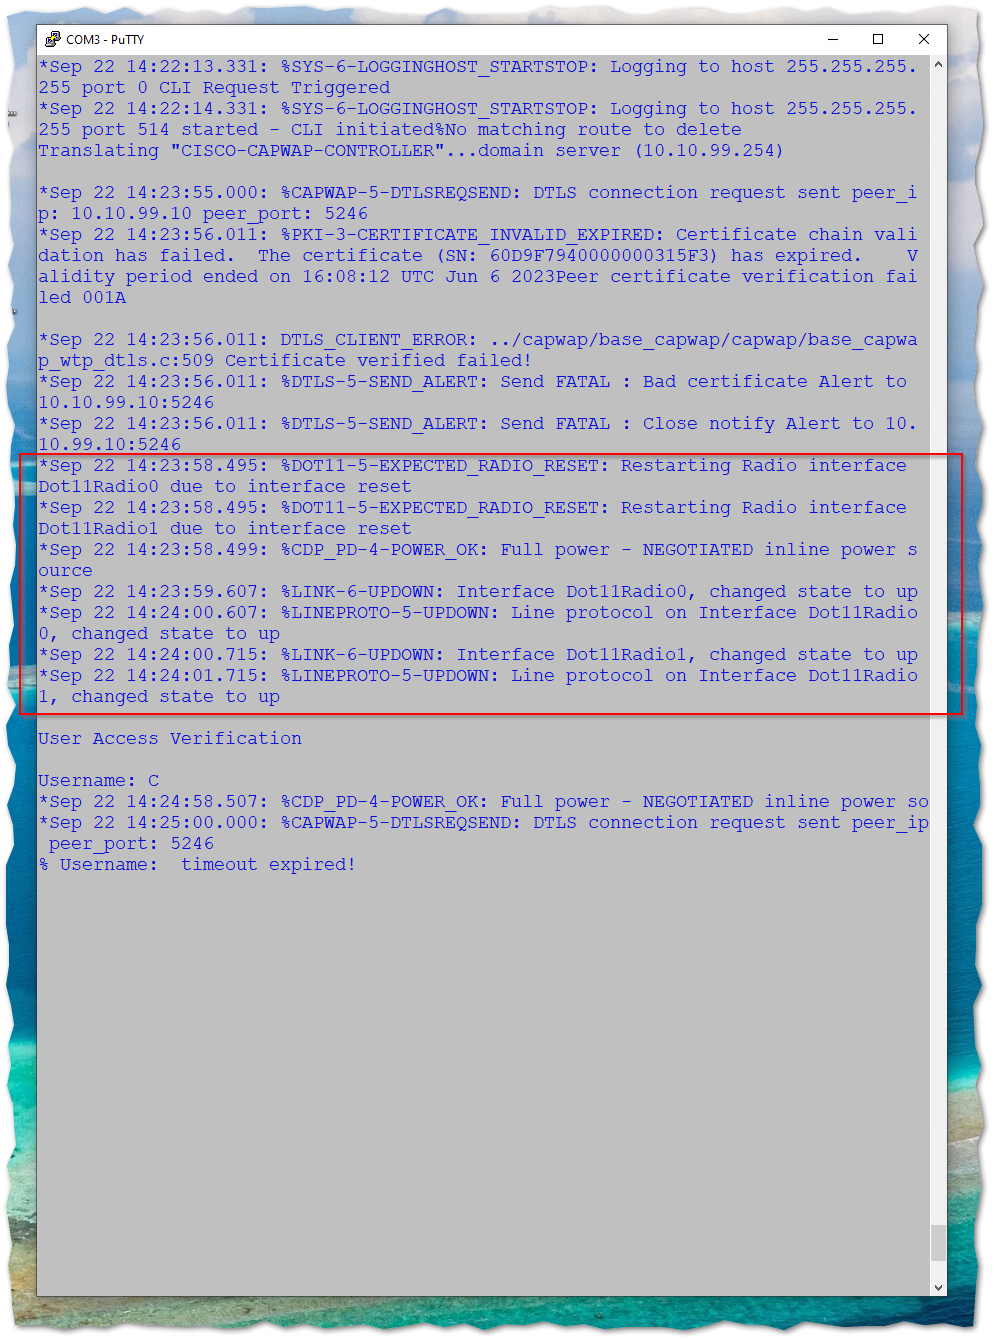 COM3 - PuTTY
*Sep 22 14:22:13.331: %SYS-6-LOGGINGHOST_STARTSTOP: Logging to host 255.255.255.
255 port 0 CLI Request Triggered
*Sep 22 14:22:14.331: %SYS-6-LOGGINGHOST_STARTSTOP: Logging to host 255.255.255.
255 port 514 started - CLI initiated%No matching route to delete
Translating "CISCO-CAPWAP-CONTROLLER"...domain server (10.10.99.254)
*Sep 22 14:23:55.000: %CAPWAP-5-DTLSREQSEND: DTLS connection request sent peer_i
p: 10.10.99.10 peer_port: 5246
*Sep 22 14:23:56.011: %PKI-3-CERTIFICATE_INVALID_EXPIRED: Certificate chain vali
dation has failed.  The certificate (SN: 60D9F7940000000315F3) has expired.    V
alidity period ended on 16:08:12 UTC Jun 6 2023Peer certificate verification fai
led 001A
*Sep 22 14:23:56.011: DTLS_CLIENT_ERROR: ../capwap/base_capwap/capwap/base_capwa
p_wtp_dtls.c:509 Certificate verified failed!
*Sep 22 14:23:56.011: %DTLS-5-SEND_ALERT: Send FATAL : Bad certificate Alert to
10.10.99.10:5246
*Sep 22 14:23:56.011: %DTLS-5-SEND_ALERT: Send FATAL : Close notify Alert to 10.
10.99.10:5246
*Sep 22 14:23:58.495: %DOT11-5-EXPECTED_RADIO_RESET: Restarting Radio interface
Dot11Radio0 due to interface reset
*Sep 22 14:23:58.495: %DOT11-5-EXPECTED_RADIO_RESET: Restarting Radio interface
Dot11Radio1 due to interface reset
*Sep 22 14:23:58.499: %CDP_PD-4-POWER_OK: Full power - NEGOTIATED inline power s
ource
*Sep 22 14:23:59.607: %LINK-6-UPDOWN: Interface Dot11Radio0, changed state to up
*Sep 22 14:24:00.607: %LINEPROTO-5-UPDOWN: Line protocol on Interface Dot11Radio
0, changed state to up
*Sep 22 14:24:00.715: %LINK-6-UPDOWN: Interface Dot11Radio1, changed state to up
*Sep 22 14:24:01.715: %LINEPROTO-5-UPDOWN: Line protocol on Interface Dot11Radio
1, changed state to up
User Access Verification
Username: C
*Sep 22 14:24:58.507: %CDP_PD-4-POWER_OK: Full power - NEGOTIATED inline power so
*Sep 22 14:25:00.000: %CAPWAP-5-DTLSREQSEND: DTLS connection request sent peer_ip
 peer_port: 5246
% Username:  timeout expired!